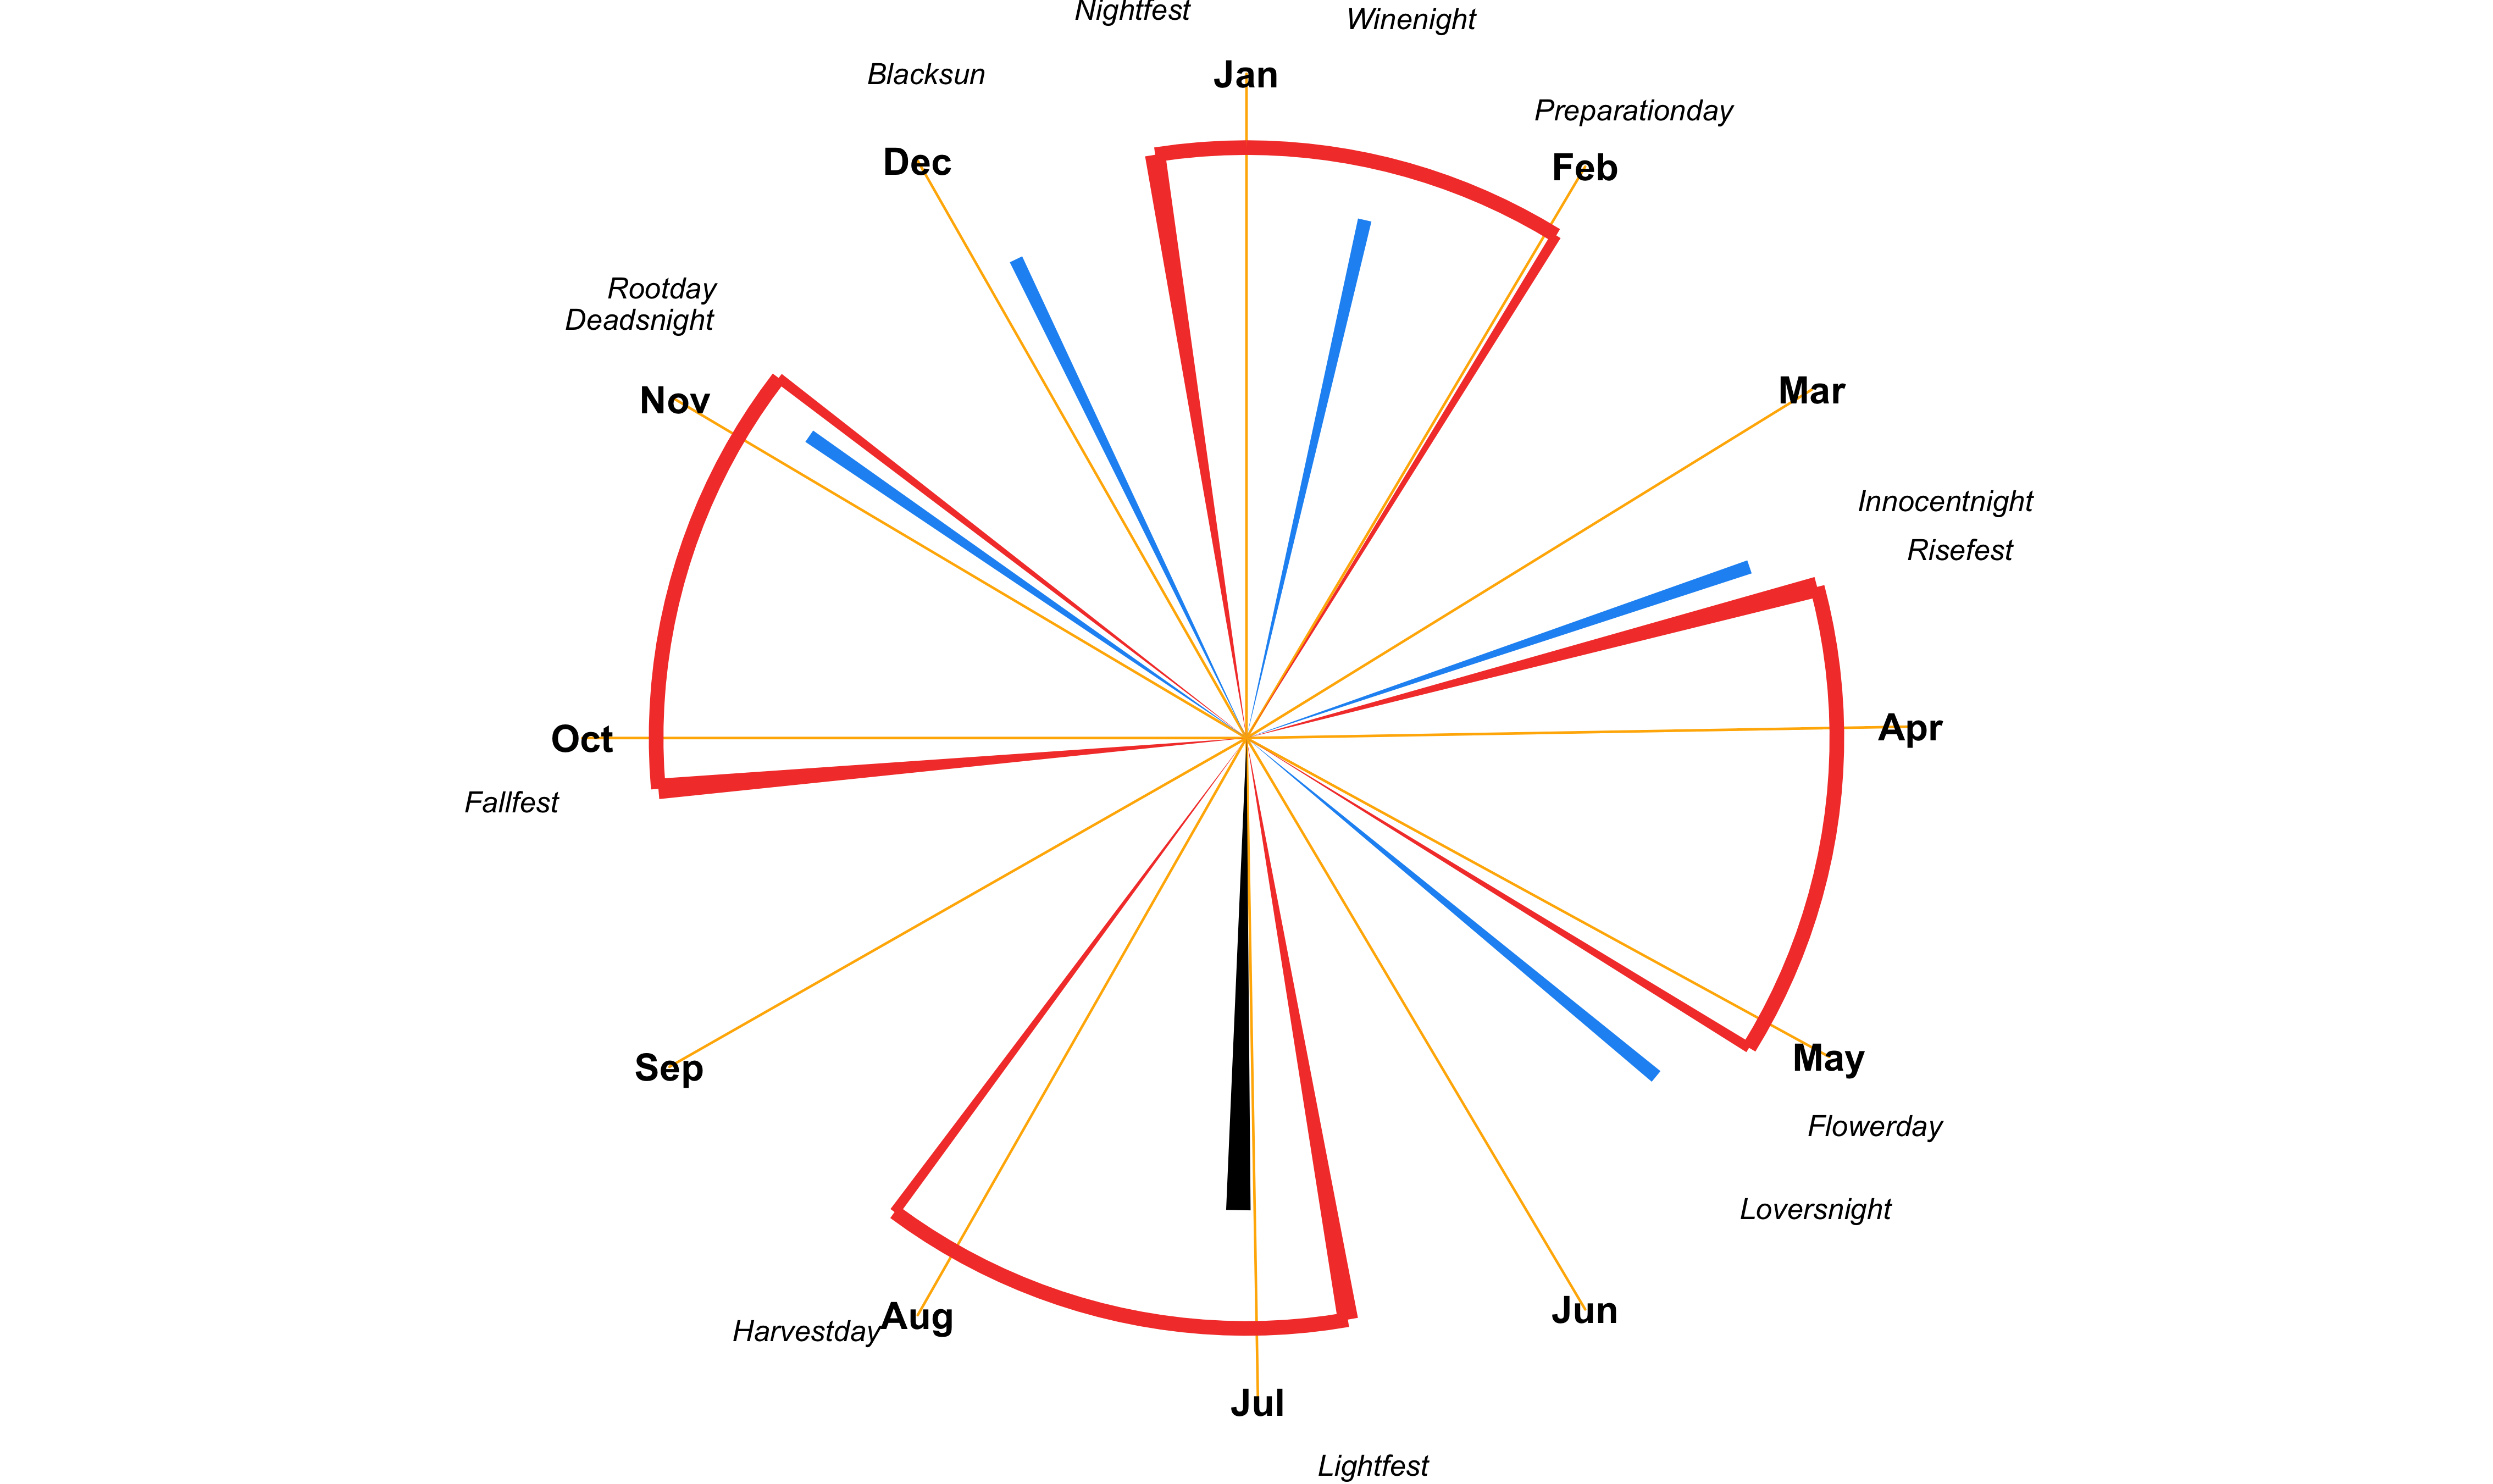 Nightfest
Winenight
Blacksun
Jan
Preparationday
Dec
Feb
Rootday
Deadsnight
Nov
Mar
Innocentnight
Risefest
Oct
Apr
Fallfest
Sep
May
Flowerday
Loversnight
Harvestday
Aug
Jun
Jul
Lightfest